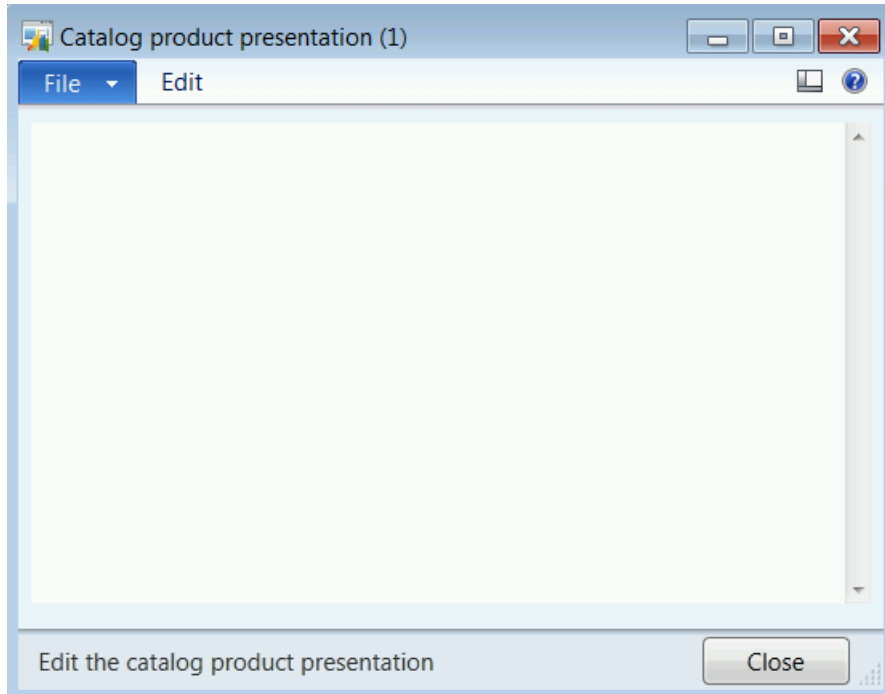 Catalog product presentation (1)
File Edit
Edit the catalog product presentation
Close